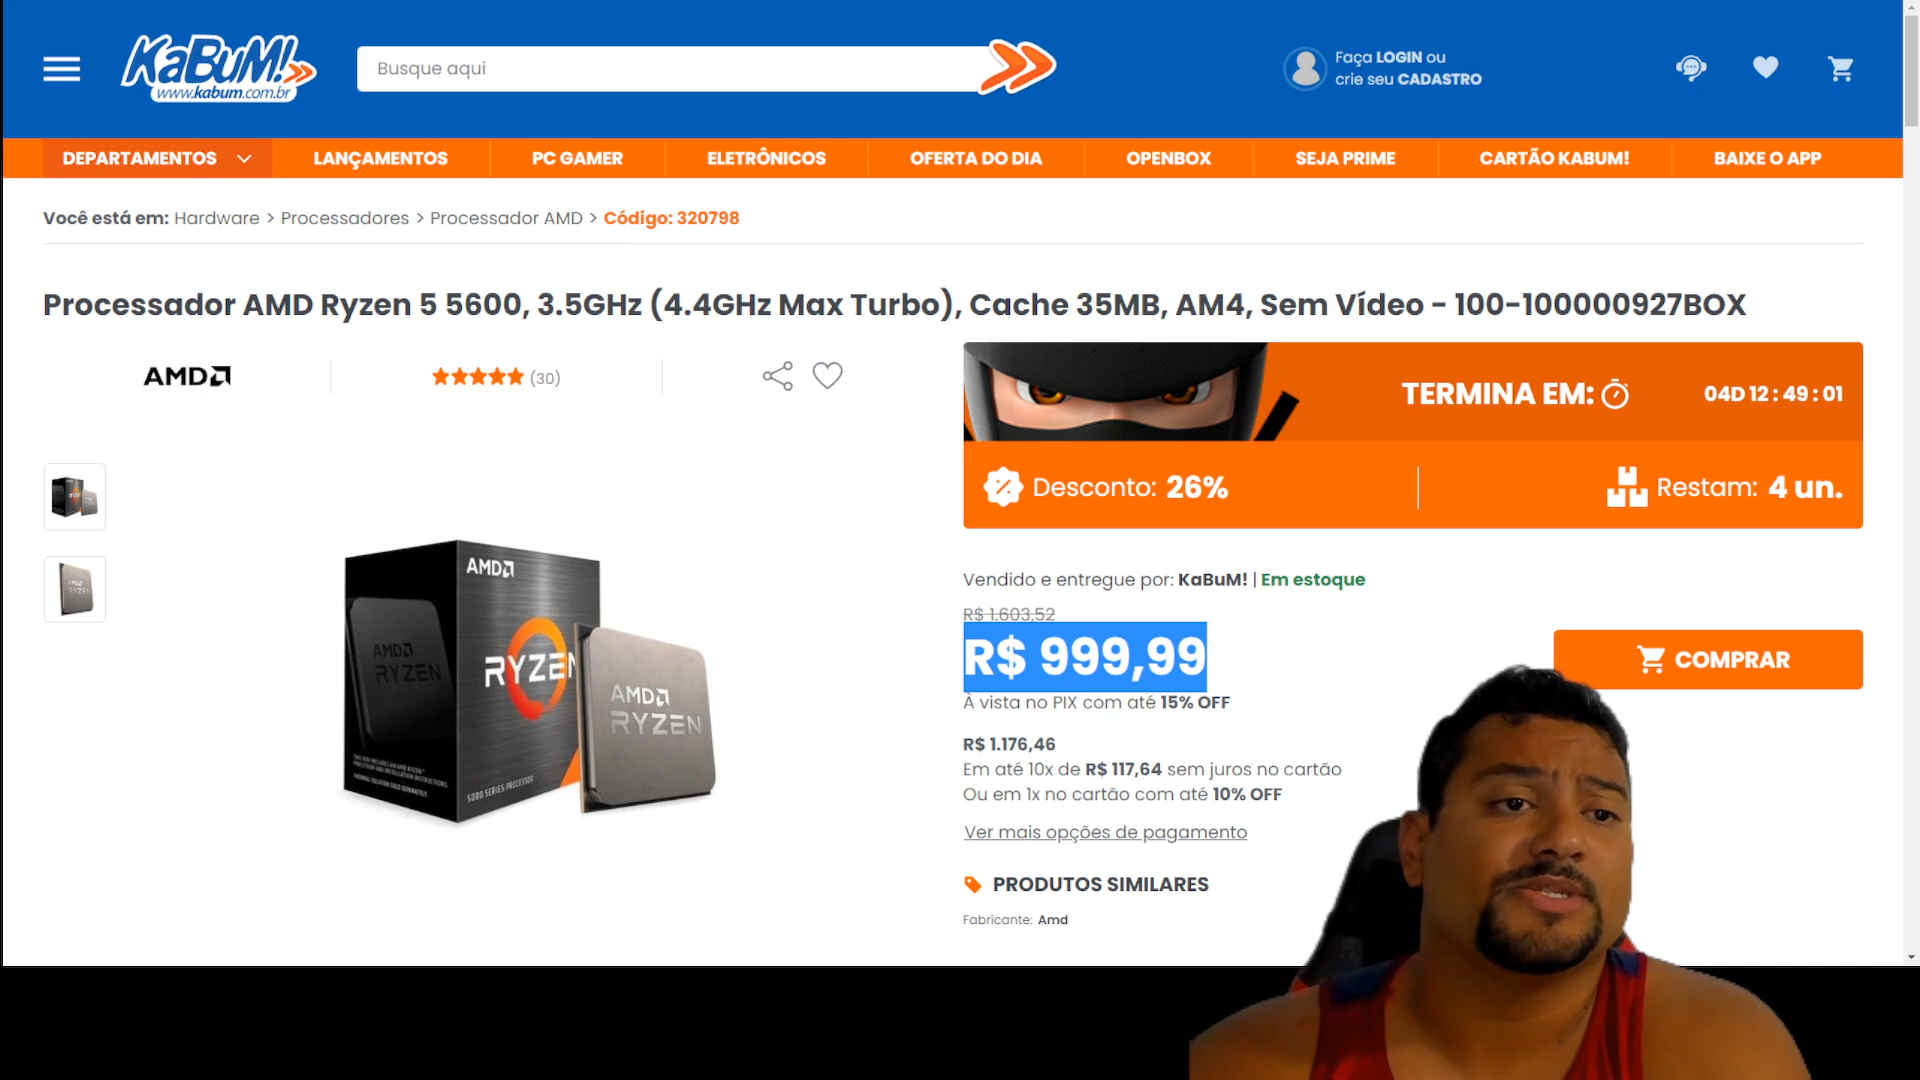 KaBuM!
www.kabum.com.br
Busque aqui
Faça LOGIN ou
crie seu CADASTRO
DEPARTAMENTOS
LANÇAMENTOS
PC GAMER
ELETRÔNICOS
OFERTA DO DIA
OPENBOX
SEJA PRIME
CARTÃO KABUM!
BAIXE O APP
Você está em: Hardware > Processadores > Processador AMD > Código: 320798
Processador AMD Ryzen 5 5600, 3.5GHz (4.4GHz Max Turbo), Cache 35MB, AM4, Sem Vídeo - 100-100000927BOX
AMD
(30)
TERMINA EM: 04D 12 : 49 : 01
Desconto: 26%
Restam: 4 un.
AMD
RYZEN
AMD
RYZEN
AMD
RYZEN
5000 SERIES PROCESSOR
Vendido e entregue por: KaBuM! | Em estoque
R$ 1.603,52
R$ 999,99
COMPRAR
À vista no PIX com até 15% OFF
R$ 1.176,46
Em até 10x de R$ 117,64 sem juros no cartão
Ou em 1x no cartão com até 10% OFF
Ver mais opções de pagamento
PRODUTOS SIMILARES
Fabricante: Amd